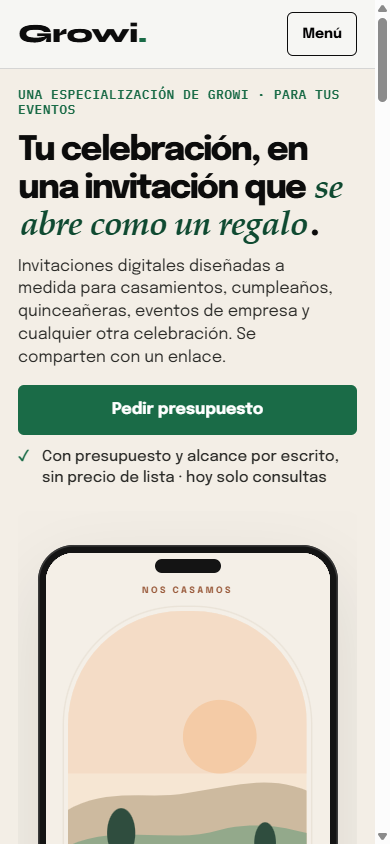 Growi.
Menú
UNA ESPECIALIZACIÓN DE GROWI · PARA TUS
EVENTOS
Tu celebración, en
una invitación que se
abre como un regalo.
Invitaciones digitales diseñadas a
medida para casamientos, cumpleaños,
quinceañeras, eventos de empresa y
cualquier otra celebración. Se
comparten con un enlace.
Pedir presupuesto
✓ Con presupuesto y alcance por escrito,
sin precio de lista · hoy solo consultas
NOS CASAMOS